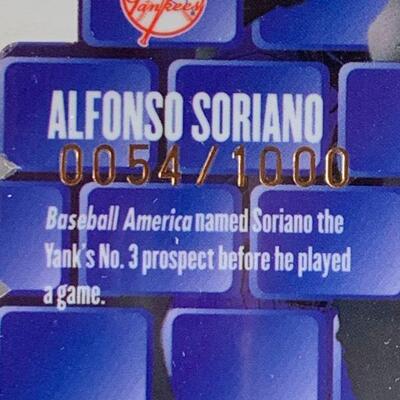 Yankees
ALFONSO SORIANO
0054/1000
Baseball America named Soriano the
Yank's No. 3 prospect before he played
a game.